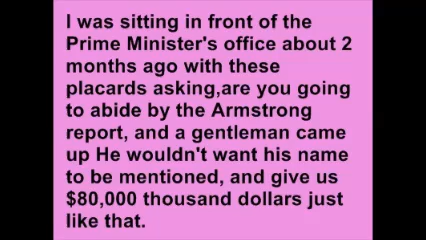 I was sitting in front of the
Prime Minister's office about 2
months ago with these
placards asking,are you going
to abide by the Armstrong
report, and a gentleman came
up He wouldn't want his name
to be mentioned, and give us
$80,000 thousand dollars just
like that.